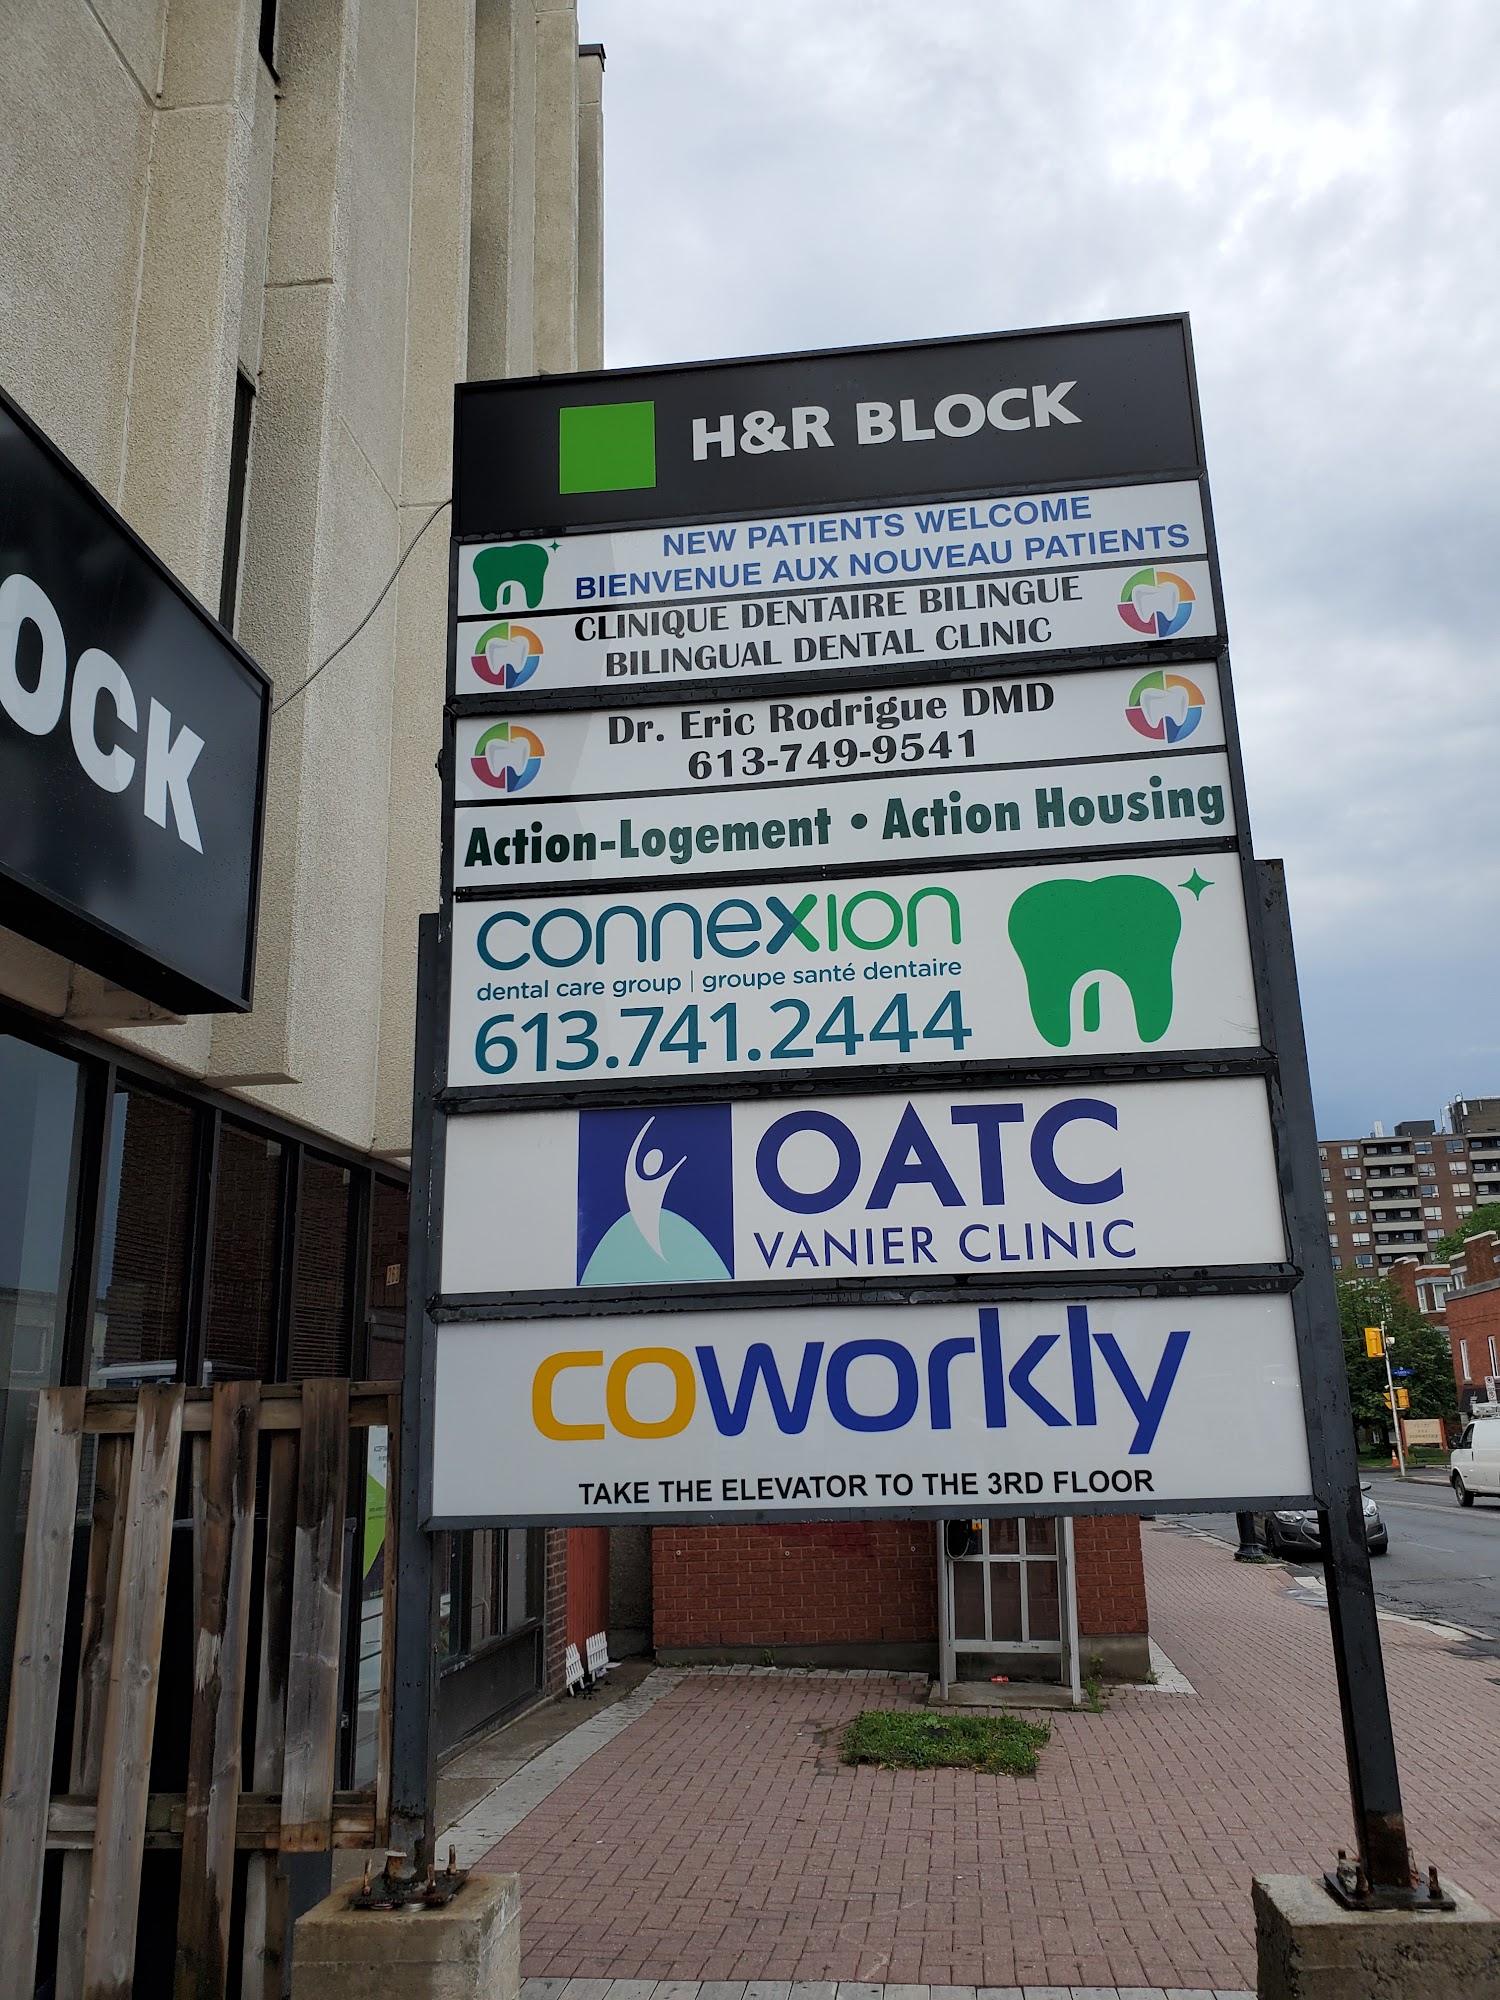 H&R BLOCK
NEW PATIENTS WELCOME
BIENVENUE AUX NOUVEAU PATIENTS
CLINIQUE DENTAIRE BILINGUE
BILINGUAL DENTAL CLINIC
Dr. Eric Rodrigue DMD
613-749-9541
Action-Logement • Action Housing
connexion
dental care group | groupe santé dentaire
613.741.2444
OATC
VANIER CLINIC
coworkly
TAKE THE ELEVATOR TO THE 3RD FLOOR
OCK